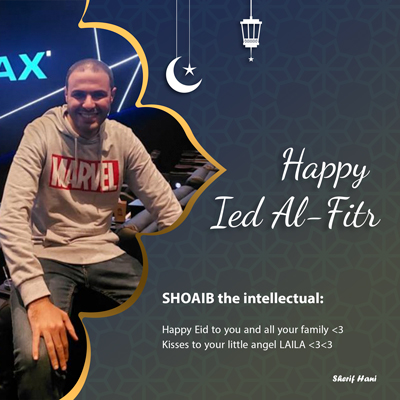 AX
MARVEL
Happy
Ied Al-Fitr
SHOAIB the intellectual:
Happy Eid to you and all your family <3
Kisses to your little angel LAILA <3<3
Sherif Hani